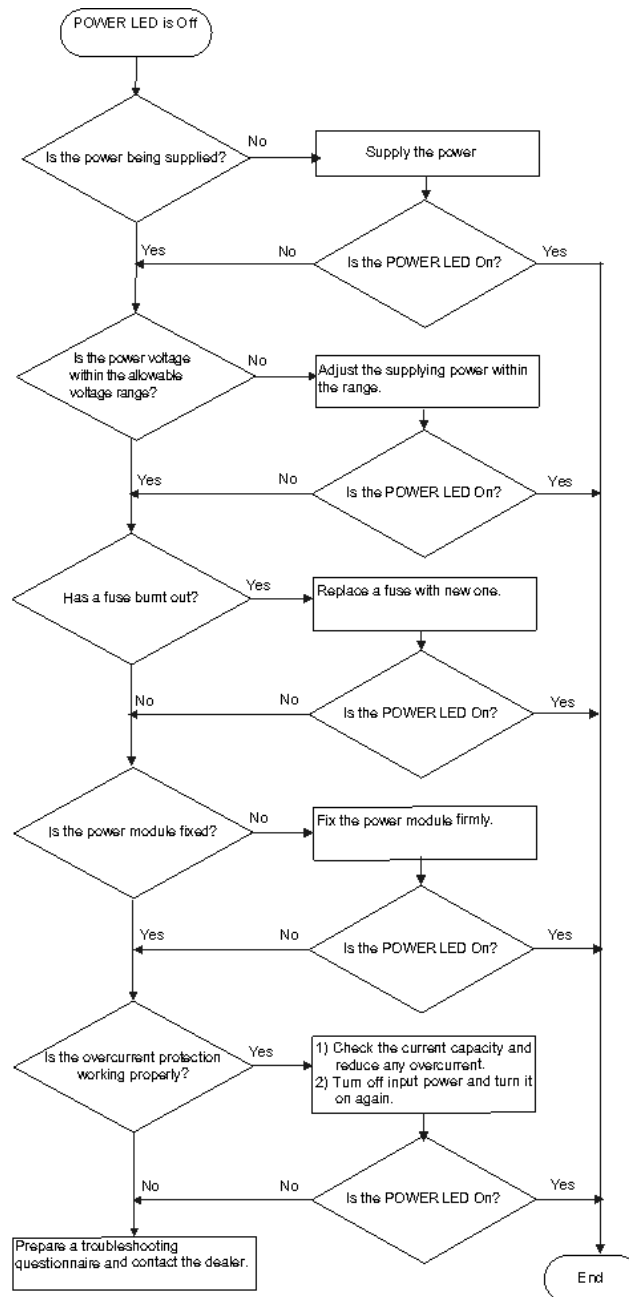 POWER LED is Off
Is the power being supplied?
No
Supply the power
Yes
No
Is the POWER LED On?
Yes
Is the power voltage
within the allowable
voltage range?
No
Adjust the supplying power within
the range.
Yes
No
Is the POWER LED On?
Yes
Has a fuse burnt out?
Yes
Replace a fuse with new one.
No
No
Is the POWER LED On?
Yes
Is the power module fixed?
No
Fix the power module firmly.
Yes
No
Is the POWER LED On?
Yes
Is the overcurrent protection
working properly?
Yes
1) Check the current capacity and
reduce any overcurrent.
2) Turn off input power and turn it
on again.
No
No
Is the POWER LED On?
Yes
Prepare a troubleshooting
questionnaire and contact the dealer.
End